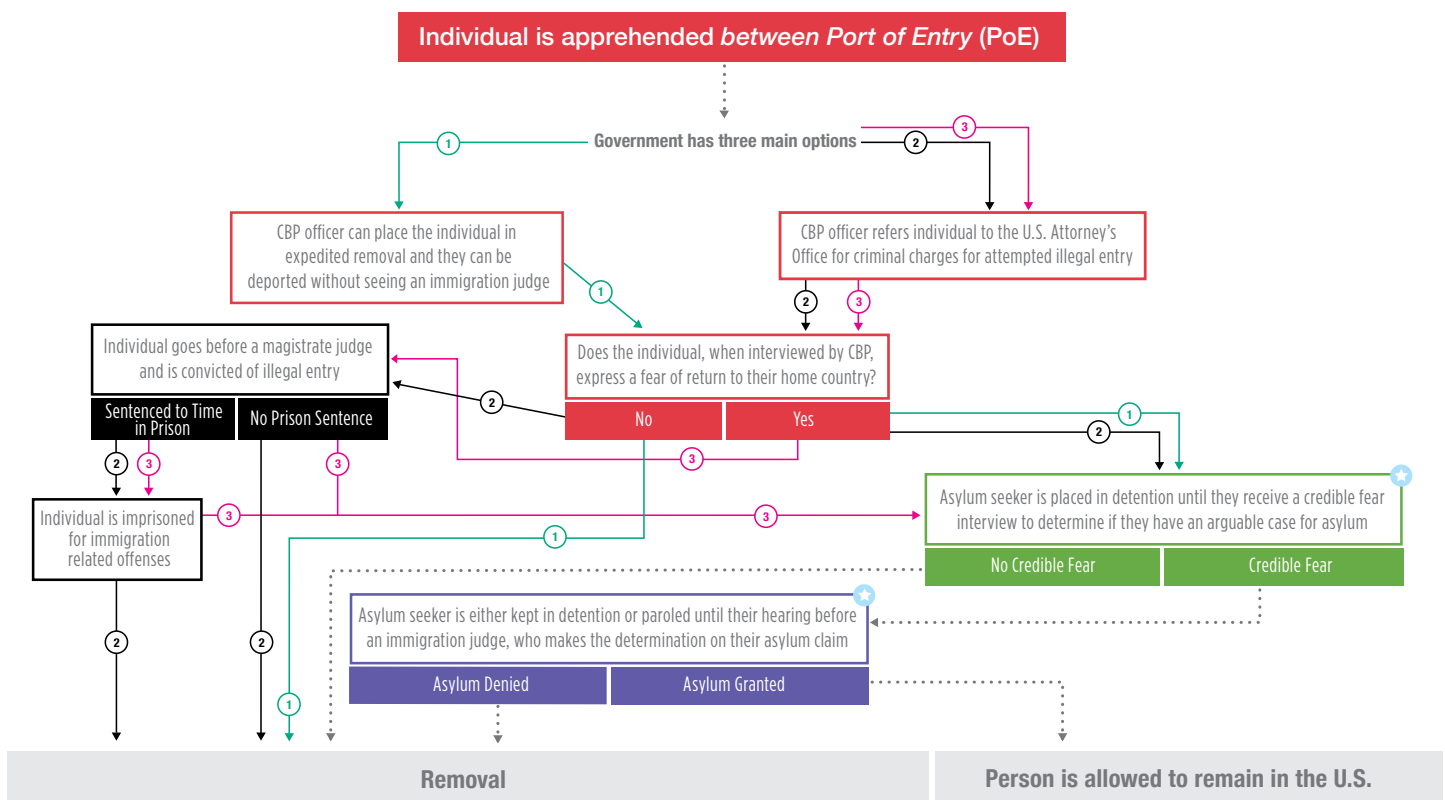 Individual is apprehended between Port of Entry (PoE)
3
1
Government has three main options
2
CBP officer can place the individual in
expedited removal and they can be
deported without seeing an immigration judge
CBP officer refers individual to the U.S. Attorney's
Office for criminal charges for attempted illegal entry
1
2
3
Individual goes before a magistrate judge
and is convicted of illegal entry
Sentenced to Time
in Prison
No Prison Sentence
Does the individual, when interviewed by CBP,
express a fear of return to their home country?
No
Yes
2
1
2
2
3
3
3
Individual is imprisoned
for immigration
related offenses
3
3
1
Asylum seeker is placed in detention until they receive a credible fear
interview to determine if they have an arguable case for asylum
No Credible Fear
Credible Fear
Asylum seeker is either kept in detention or paroled until their hearing before
an immigration judge, who makes the determination on their asylum claim
Asylum Denied
Asylum Granted
2
2
1
Removal
Person is allowed to remain in the U.S.